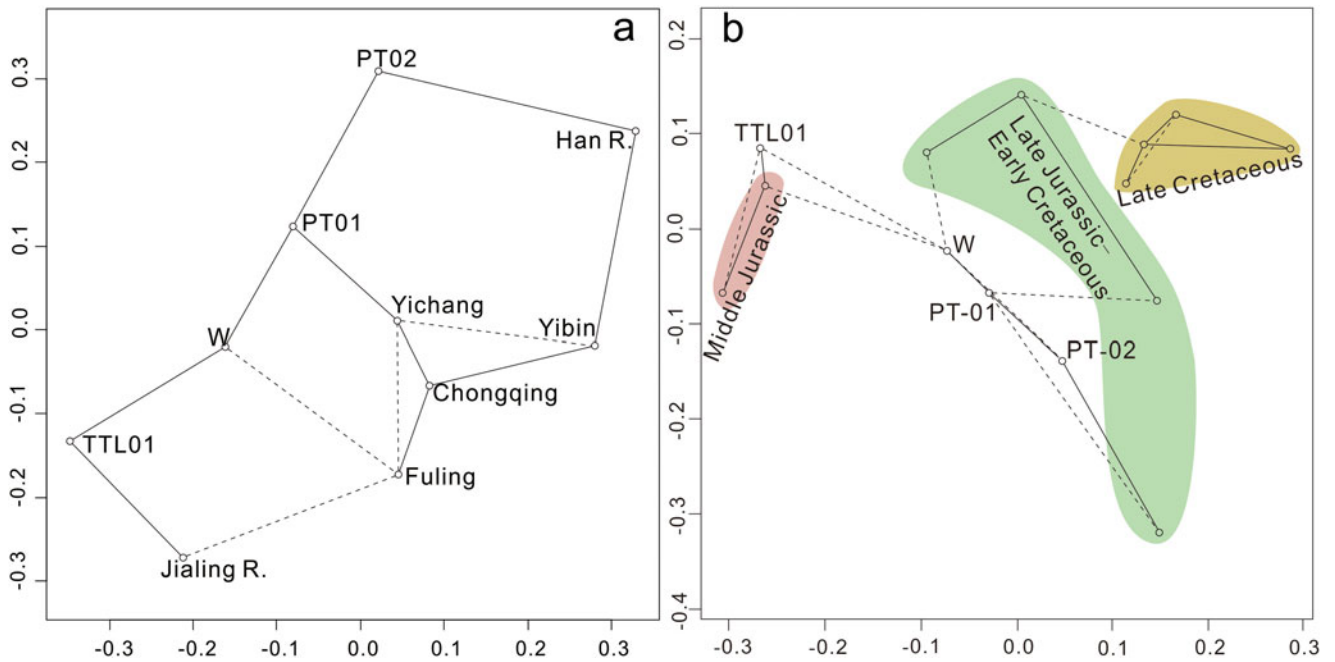 a
PT02
Han R.
PT01
Yichang
Yibin
W
Chongqing
TTL01
Fuling
Jialing R.
0.3
0.2
0.1
0.0
-0.1
-0.2
-0.3
-0.3
-0.2
-0.1
0.0
0.1
0.2
0.3
b
TTL01
Late Jurassic–
Early Cretaceous
Late Cretaceous
Middle Jurassic
W
PT-01
PT-02
0.2
0.1
0.0
-0.1
-0.2
-0.3
-0.4
-0.3
-0.2
-0.1
0.0
0.1
0.2
0.3